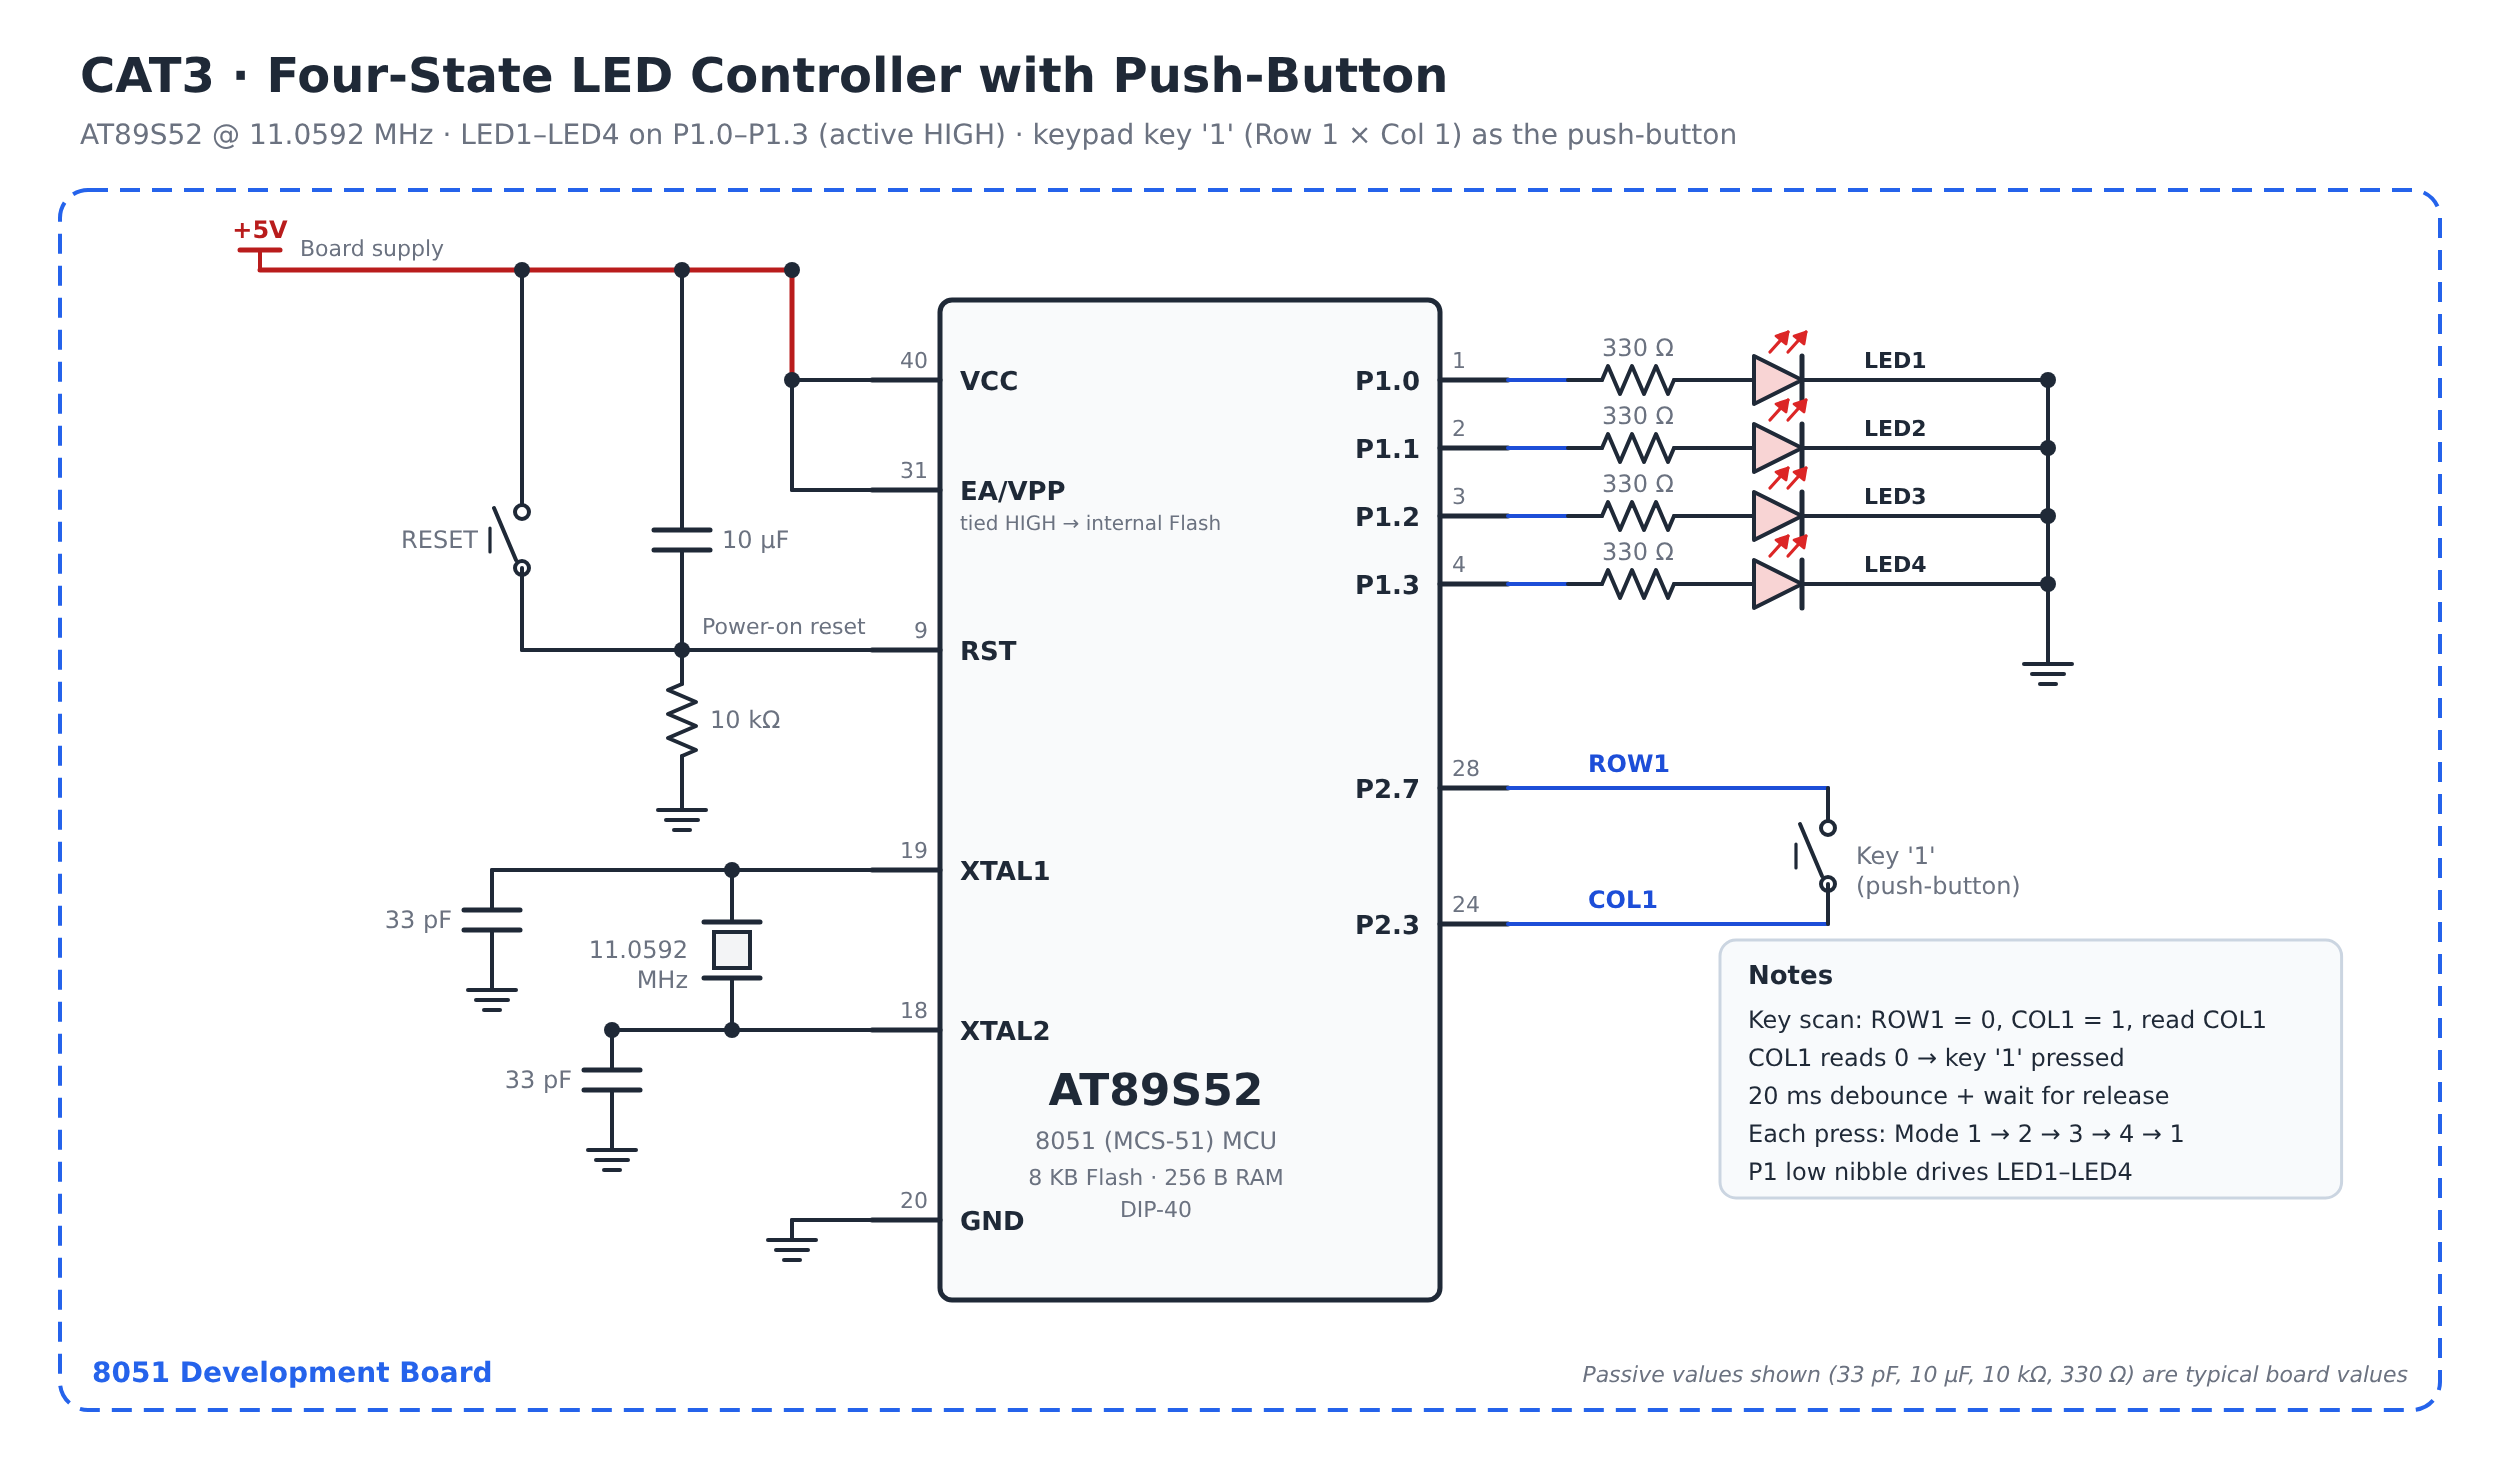 CAT3 · Four-State LED Controller with Push-Button
AT89S52 @ 11.0592 MHz · LED1–LED4 on P1.0–P1.3 (active HIGH) · keypad key '1' (Row 1 × Col 1) as the push-button
+5V
Board supply
40
VCC
31
EA/VPP
tied HIGH → internal Flash
RESET
10 µF
Power-on reset
9
RST
10 kΩ
19
XTAL1
33 pF
11.0592
MHz
18
XTAL2
33 pF
20
GND
AT89S52
8051 (MCS-51) MCU
8 KB Flash · 256 B RAM
DIP-40
P1.0
1
330 Ω
LED1
P1.1
2
330 Ω
LED2
P1.2
3
330 Ω
LED3
P1.3
4
330 Ω
LED4
P2.7
28
ROW1
Key '1'
(push-button)
P2.3
24
COL1
Notes
Key scan: ROW1 = 0, COL1 = 1, read COL1
COL1 reads 0 → key '1' pressed
20 ms debounce + wait for release
Each press: Mode 1 → 2 → 3 → 4 → 1
P1 low nibble drives LED1–LED4
8051 Development Board
Passive values shown (33 pF, 10 µF, 10 kΩ, 330 Ω) are typical board values